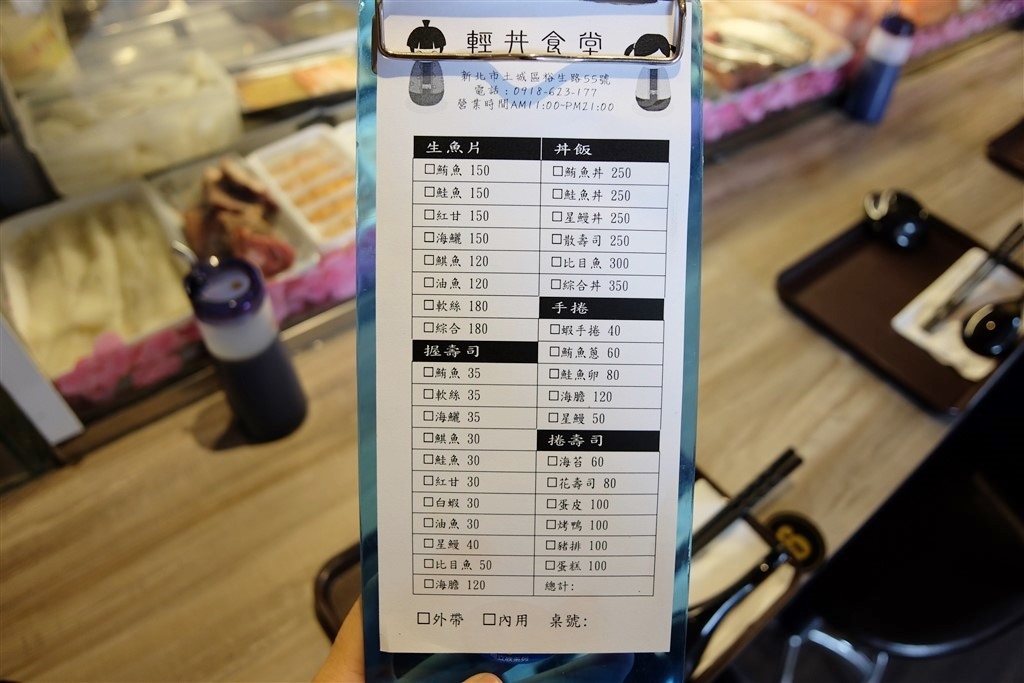 輕丼食堂
新北市土城區裕生路55號
電話：0918-623-177
營業時間AM11:00~PM21:00
生魚片
□鮪魚 150
□鮭魚 150
□紅甘 150
□海鱺 150
□鯕魚 120
□油魚 120
□軟絲 180
□綜合 180
握壽司
□鮪魚 35
□軟絲 35
□海鱺 35
□鯕魚 30
□鮭魚 30
□紅甘 30
□白蝦 30
□油魚 30
□星鰻 40
□比目魚 50
□海膽 120
丼飯
□鮪魚丼 250
□鮭魚丼 250
□星鰻丼 250
□散壽司 250
□比目魚 300
□綜合丼 350
手捲
□蝦手捲 40
□鮪魚蔥 60
□鮭魚卵 80
□海膽 120
□星鰻 50
捲壽司
□海苔 60
□花壽司 80
□蛋皮 100
□烤鴨 100
□豬排 100
□蛋糕 100
總計：
□外帶 □內用 桌號：